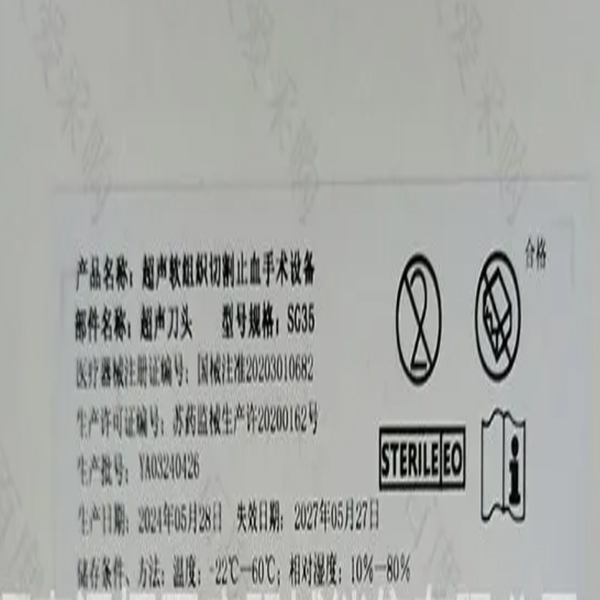 合格
产品名称：超声软组织切割止血手术设备
部件名称：超声刀头 型号规格：SG35
医疗器械注册证编号：国械注准20203010682
生产许可证编号：苏药监械生产许20200162号
生产批号：YA03240426
生产日期：2024年05月28日 失效日期：2027年05月27日
储存条件、方法：温度：-22℃—60℃；相对湿度：10%—80%
2
STERILE EO
i